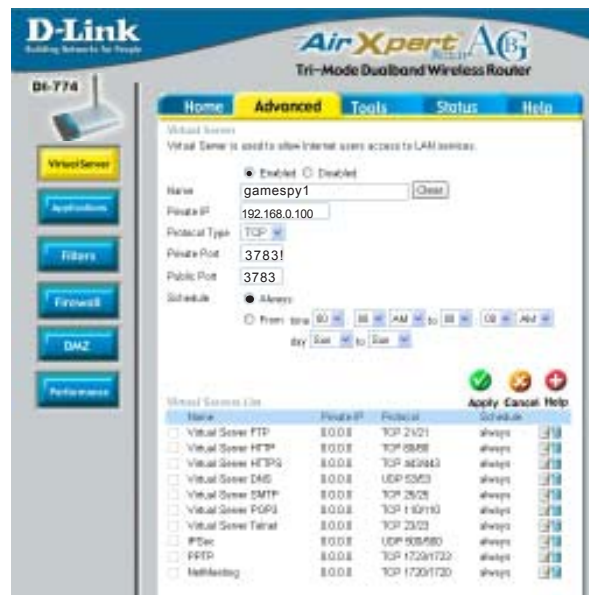 D-Link
Building Networks for People
Air Xpert ABG
Tri-Mode Dualband Wireless Router
DI-774
Home Advanced Tools Status Help
Virtual Server
Virtual Server is used to allow Internet users access to LAN services.
Enabled Disabled
Name gamespy1 Clear
Private IP 192.168.0.100
Protocol Type TCP
Private Port 3783!
Public Port 3783
Schedule Always
From time 00 00 AM to 00 00 AM
day Sun to Sun
Virtual Server
Applications
Filters
Firewall
DMZ
Performance
Apply Cancel Help
Virtual Servers List
Name Private IP Protocol Schedule
Virtual Server FTP 0.0.0.0 TCP 21/21 always
Virtual Server HTTP 0.0.0.0 TCP 80/80 always
Virtual Server HTTPS 0.0.0.0 TCP 443/443 always
Virtual Server DNS 0.0.0.0 UDP 53/53 always
Virtual Server SMTP 0.0.0.0 TCP 25/25 always
Virtual Server POP3 0.0.0.0 TCP 110/110 always
Virtual Server Telnet 0.0.0.0 TCP 23/23 always
IPSec 0.0.0.0 UDP 500/500 always
PPTP 0.0.0.0 TCP 1723/1723 always
NetMeeting 0.0.0.0 TCP 1720/1720 always